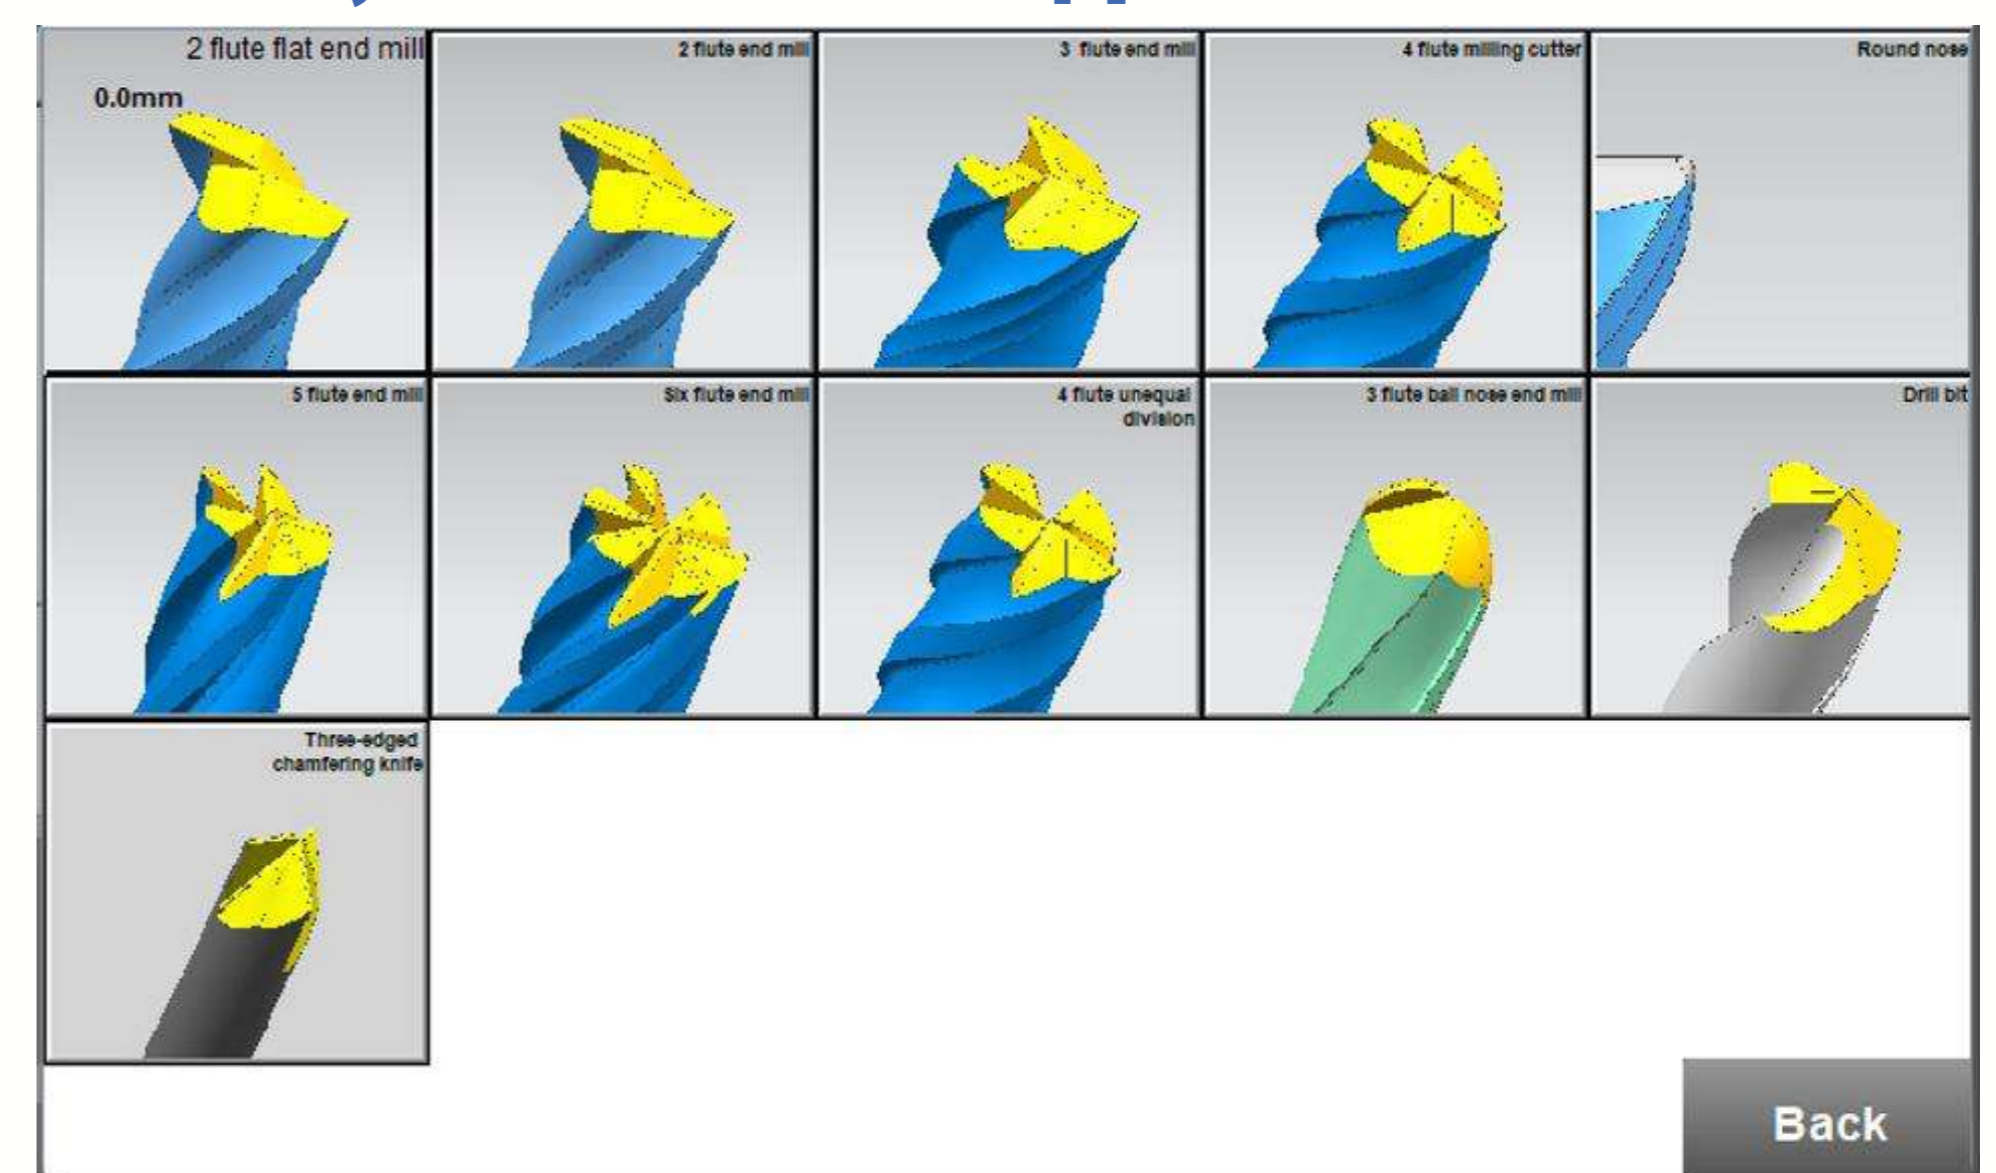 2 flute flat end mill
0.0mm
2 flute end mill
3 flute end mill
4 flute milling cutter
Round nose
5 flute end mill
Six flute end mill
4 flute unequal
division
3 flute ball nose end mill
Drill bit
Three-edged
chamfering knife
Back